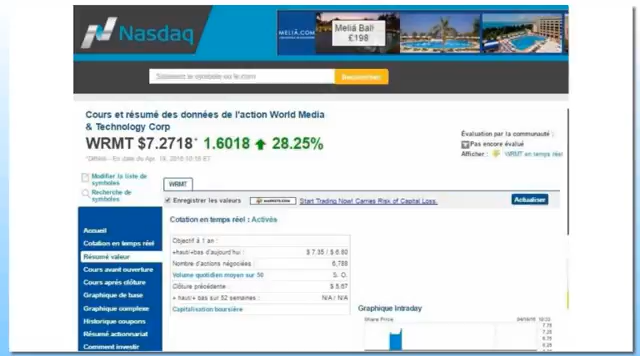 Nasdaq
MELIÁ.COM
Meliá Bali
£198
Rechercher
Cours et résumé des données de l'action World Media
& Technology Corp
WRMT $7.2718* 1.6018 28.25%
Évaluation par la communauté :
Pas encore évalué
Afficher : WRMT en temps réel
Modifier la liste de
symboles
Recherche de
symboles
WRMT
Enregistrer les valeurs
Start Trading Now! Carries Risk of Capital Loss.
Actualiser
Cotation en temps réel : Activés
Accueil
Cotation en temps réel
Résumé valeur
Cours avant ouverture
Cours après clôture
Graphique de base
Graphique complexe
Historique coupons
Résumé actionnariat
Comment investir
Objectif à 1 an :
+haut/+bas d'aujourd'hui : $ 7.35 / $ 6.80
Nombre d'actions négociées : 6,788
Volume quotidien moyen sur 50 S. O.
Clôture précédente : $ 5.67
+ haut/+ bas sur 52 semaines : N/A / N/A
Capitalisation boursière
Graphique Intraday
Share Price
7.75
7.25